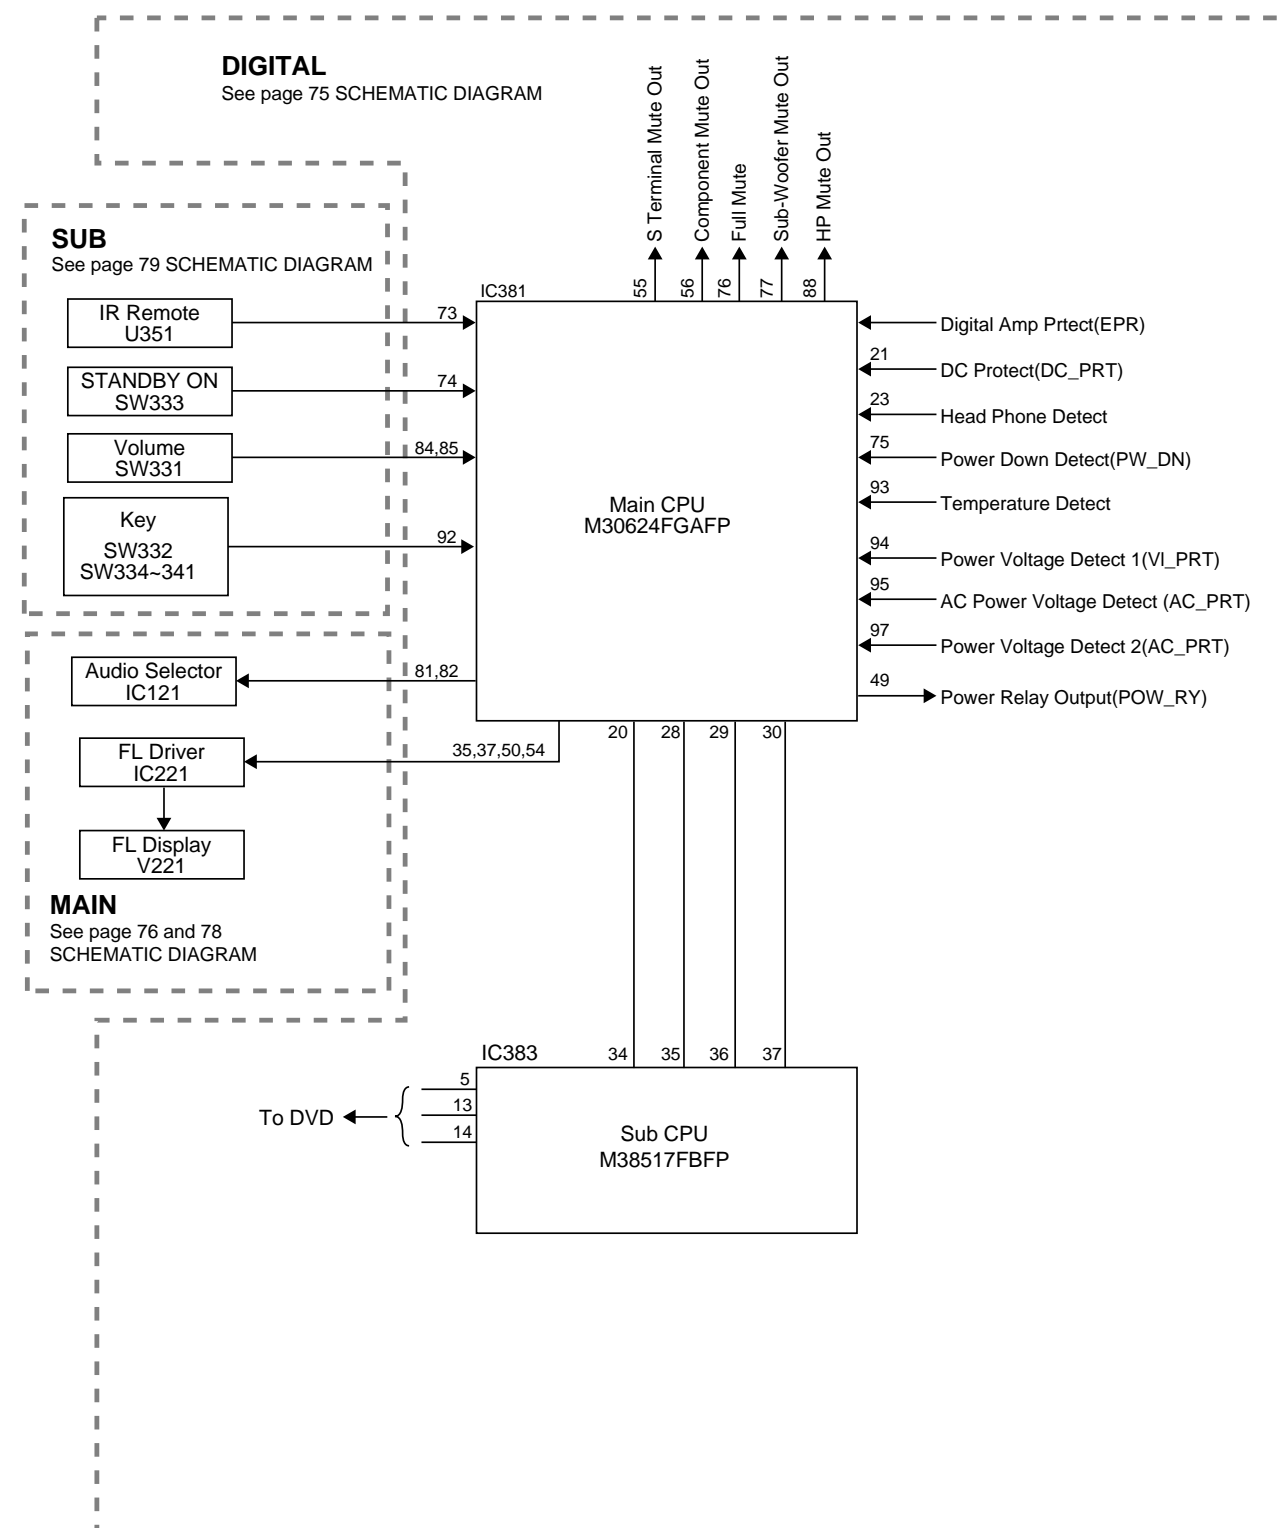 DIGITAL
See page 75 SCHEMATIC DIAGRAM
S Terminal Mute Out
Component Mute Out
Full Mute
Sub-Woofer Mute Out
HP Mute Out
55
56
76
77
88
SUB
See page 79 SCHEMATIC DIAGRAM
IR Remote
U351
73
STANDBY ON
SW333
74
Volume
SW331
84,85
Key
SW332
SW334~341
92
IC381
Main CPU
M30624FGAFP
Digital Amp Prtect(EPR)
21
DC Protect(DC_PRT)
23
Head Phone Detect
75
Power Down Detect(PW_DN)
93
Temperature Detect
94
Power Voltage Detect 1(VI_PRT)
95
AC Power Voltage Detect (AC_PRT)
97
Power Voltage Detect 2(AC_PRT)
49
Power Relay Output(POW_RY)
Audio Selector
IC121
81,82
FL Driver
IC221
35,37,50,54
FL Display
V221
MAIN
See page 76 and 78
SCHEMATIC DIAGRAM
20
28
29
30
34
35
36
37
IC383
5
13
14
To DVD
Sub CPU
M38517FBFP